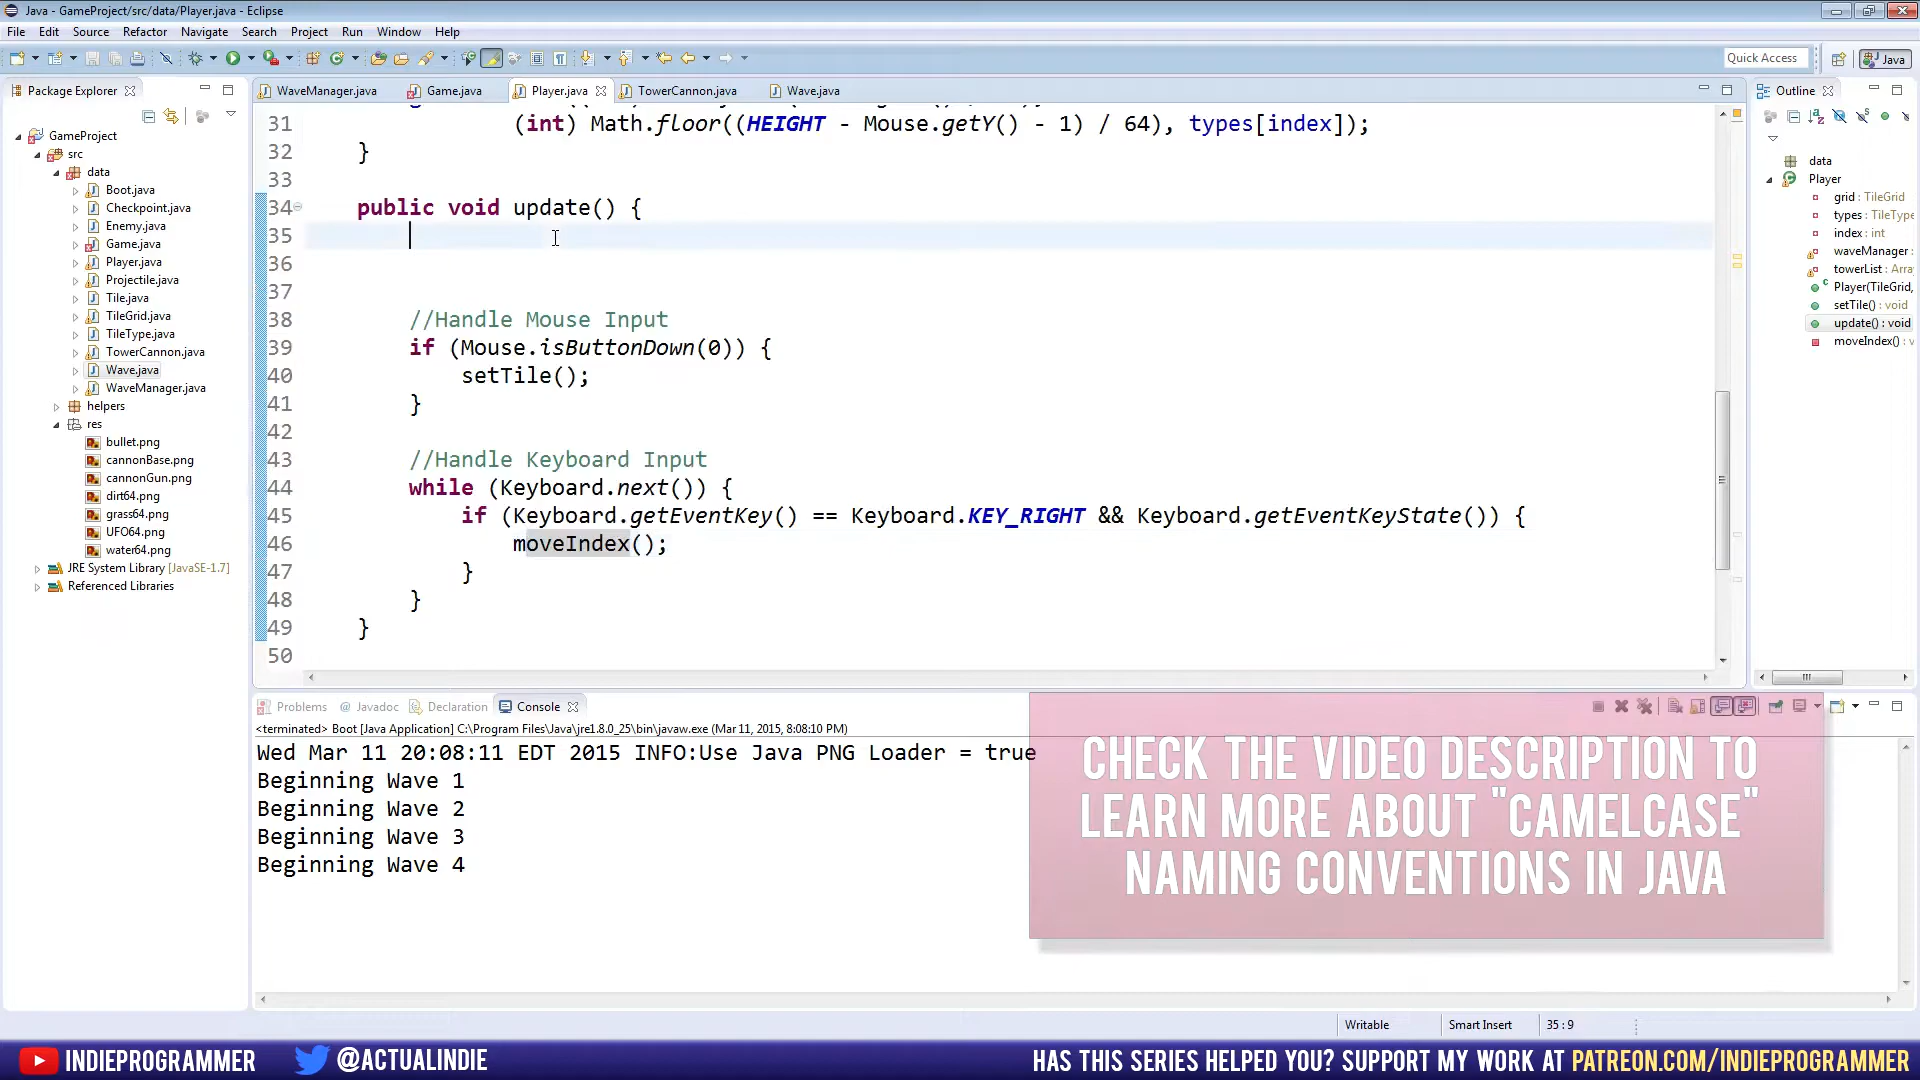 Java - GameProject/src/data/Player.java - Eclipse
File Edit Source Refactor Navigate Search Project Run Window Help
Quick Access
Java
Package Explorer
GameProject
src
data
Boot.java
Checkpoint.java
Enemy.java
Game.java
Player.java
Projectile.java
Tile.java
TileGrid.java
TileType.java
TowerCannon.java
Wave.java
WaveManager.java
helpers
res
bullet.png
cannonBase.png
cannonGun.png
dirt64.png
grass64.png
UFO64.png
water64.png
JRE System Library [JavaSE-1.7]
Referenced Libraries
WaveManager.java Game.java Player.java TowerCannon.java Wave.java
31 (int) Math.floor((HEIGHT - Mouse.getY() - 1) / 64), types[index]);
32 }
33
34 public void update() {
35
36
37
38 //Handle Mouse Input
39 if (Mouse.isButtonDown(0)) {
40 setTile();
41 }
42
43 //Handle Keyboard Input
44 while (Keyboard.next()) {
45 if (Keyboard.getEventKey() == Keyboard.KEY_RIGHT && Keyboard.getEventKeyState()) {
46 moveIndex();
47 }
48 }
49 }
50
Outline
data
Player
grid : TileGrid
types : TileType
index : int
waveManager
towerList : Array
Player(TileGrid,
setTile() : void
update() : void
moveIndex() : v
Problems Javadoc Declaration Console
<terminated> Boot [Java Application] C:\Program Files\Java\jre1.8.0_25\bin\javaw.exe (Mar 11, 2015, 8:08:10 PM)
Wed Mar 11 20:08:11 EDT 2015 INFO:Use Java PNG Loader = true
Beginning Wave 1
Beginning Wave 2
Beginning Wave 3
Beginning Wave 4
CHECK THE VIDEO DESCRIPTION TO
LEARN MORE ABOUT "CAMELCASE"
NAMING CONVENTIONS IN JAVA
Writable Smart Insert 35 : 9
INDIEPROGRAMMER @ACTUALINDIE HAS THIS SERIES HELPED YOU? SUPPORT MY WORK AT PATREON.COM/INDIEPROGRAMMER